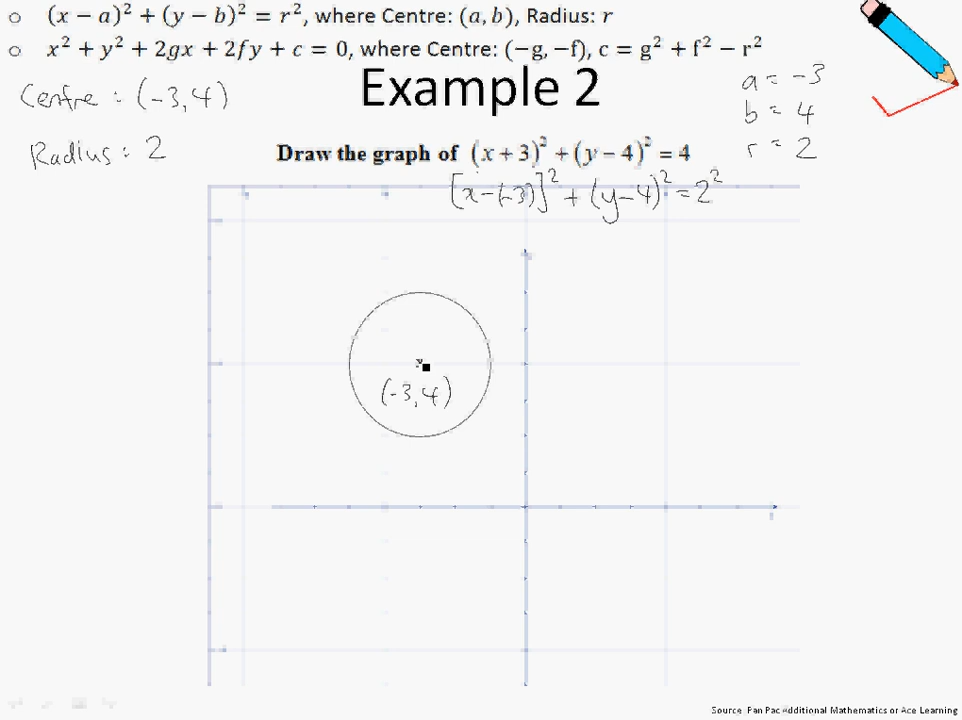 ○ (x − a)² + (y − b)² = r², where Centre: (a, b), Radius: r
○ x² + y² + 2gx + 2fy + c = 0, where Centre: (−g, −f), c = g² + f² − r²
Example 2
Centre : (-3,4)
Radius : 2
a = -3
b = 4
r = 2
Draw the graph of (x + 3)² + (y − 4)² = 4
[x-(-3)]² + (y-4)² = 2²
(-3,4)
Source: Pan Pac Additional Mathematics or Ace Learning